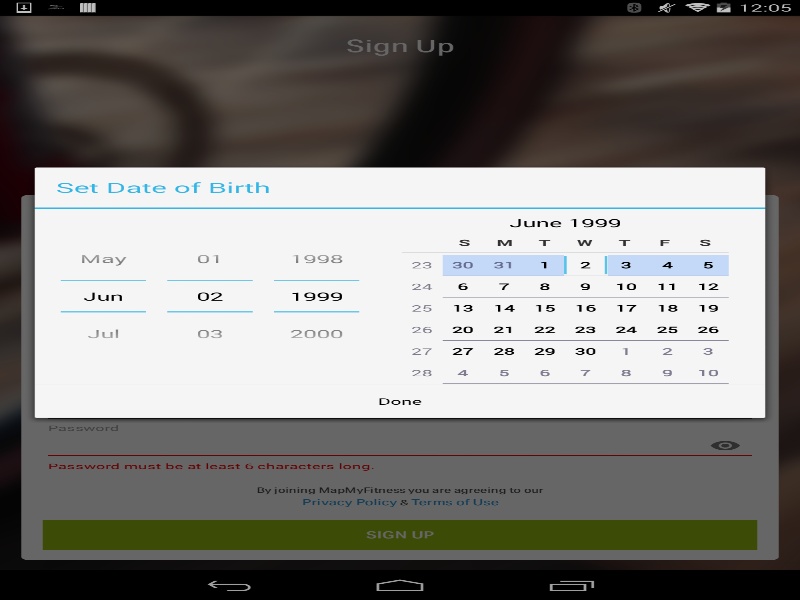 12:05
Sign Up
Set Date of Birth
May 01 1998
Jun 02 1999
Jul 03 2000
June 1999
S M T W T F S
23 30 31 1 2 3 4 5
24 6 7 8 9 10 11 12
25 13 14 15 16 17 18 19
26 20 21 22 23 24 25 26
27 27 28 29 30 1 2 3
28 4 5 6 7 8 9 10
Done
Password
Password must be at least 6 characters long.
By joining MapMyFitness you are agreeing to our
Privacy Policy & Terms of Use
SIGN UP